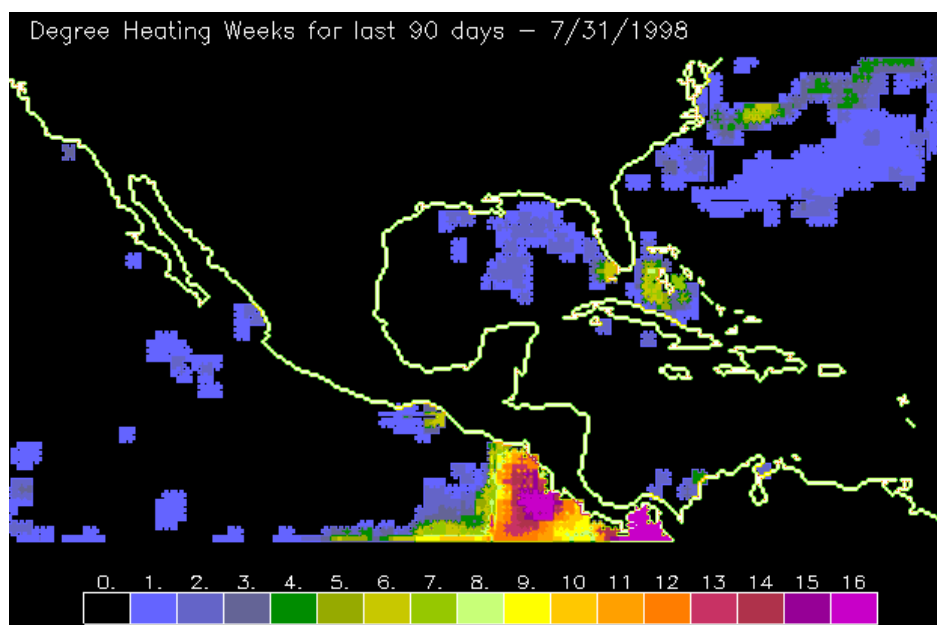 Degree Heating Weeks for last 90 days – 7/31/1998
0. 1. 2. 3. 4. 5. 6. 7. 8. 9. 10 11 12 13 14 15 16